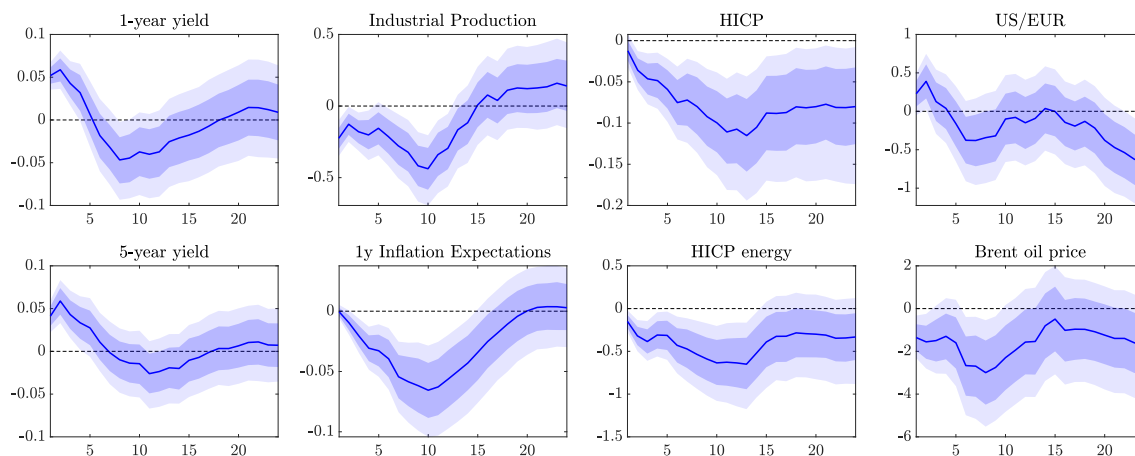 1-year yield
0.1
0.05
0
-0.05
-0.1
5 10 15 20
Industrial Production
0.5
0
-0.5
5 10 15 20
HICP
0
-0.05
-0.1
-0.15
-0.2
5 10 15 20
US/EUR
1
0.5
0
-0.5
-1
5 10 15 20
5-year yield
0.1
0.05
0
-0.05
-0.1
5 10 15 20
1y Inflation Expectations
0
-0.05
-0.1
5 10 15 20
HICP energy
0.5
0
-0.5
-1
-1.5
5 10 15 20
Brent oil price
2
0
-2
-4
-6
5 10 15 20